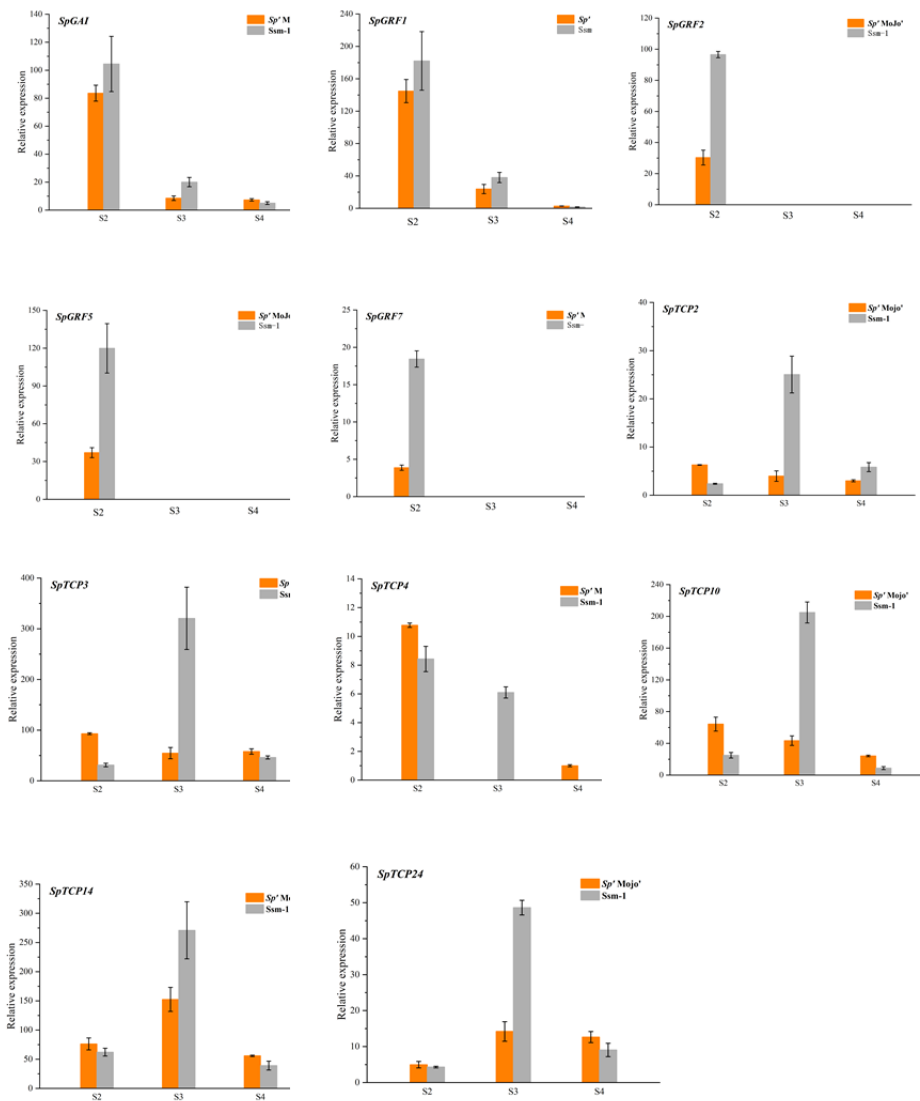 SpGAI
Sp' M
Ssm-1
Relative expression
140
120
100
80
60
40
20
0
S2 S3 S4
SpGRF1
Sp'
Ssm
Relative expression
240
200
160
120
80
40
0
S2 S3 S4
SpGRF2
Sp' MoJo'
Ssm-1
Relative expression
120
100
80
60
40
20
0
S2 S3 S4
SpGRF5
Sp' MoJo
Ssm-1
Relative expression
150
120
90
60
30
0
S2 S3 S4
SpGRF7
Sp' M
Ssm-
Relative expression
25
20
15
10
5
0
S2 S3 S4
SpTCP2
Sp' Mojo'
Ssm-1
Relative expression
40
30
20
10
0
S2 S3 S4
SpTCP3
Sp
Ss
Relative expression
400
300
200
100
0
S2 S3 S4
SpTCP4
Sp' M
Ssm-1
Relative expression
14
12
10
8
6
4
2
0
S2 S3 S4
SpTCP10
Sp' Mojo'
Ssm-1
Relative expression
240
200
160
120
80
40
0
S2 S3 S4
SpTCP14
Sp' Mo
Ssm-1
Relative expression
350
300
250
200
150
100
50
0
S2 S3 S4
SpTCP24
Sp' Mojo'
Ssm-1
Relative expression
60
50
40
30
20
10
0
S2 S3 S4